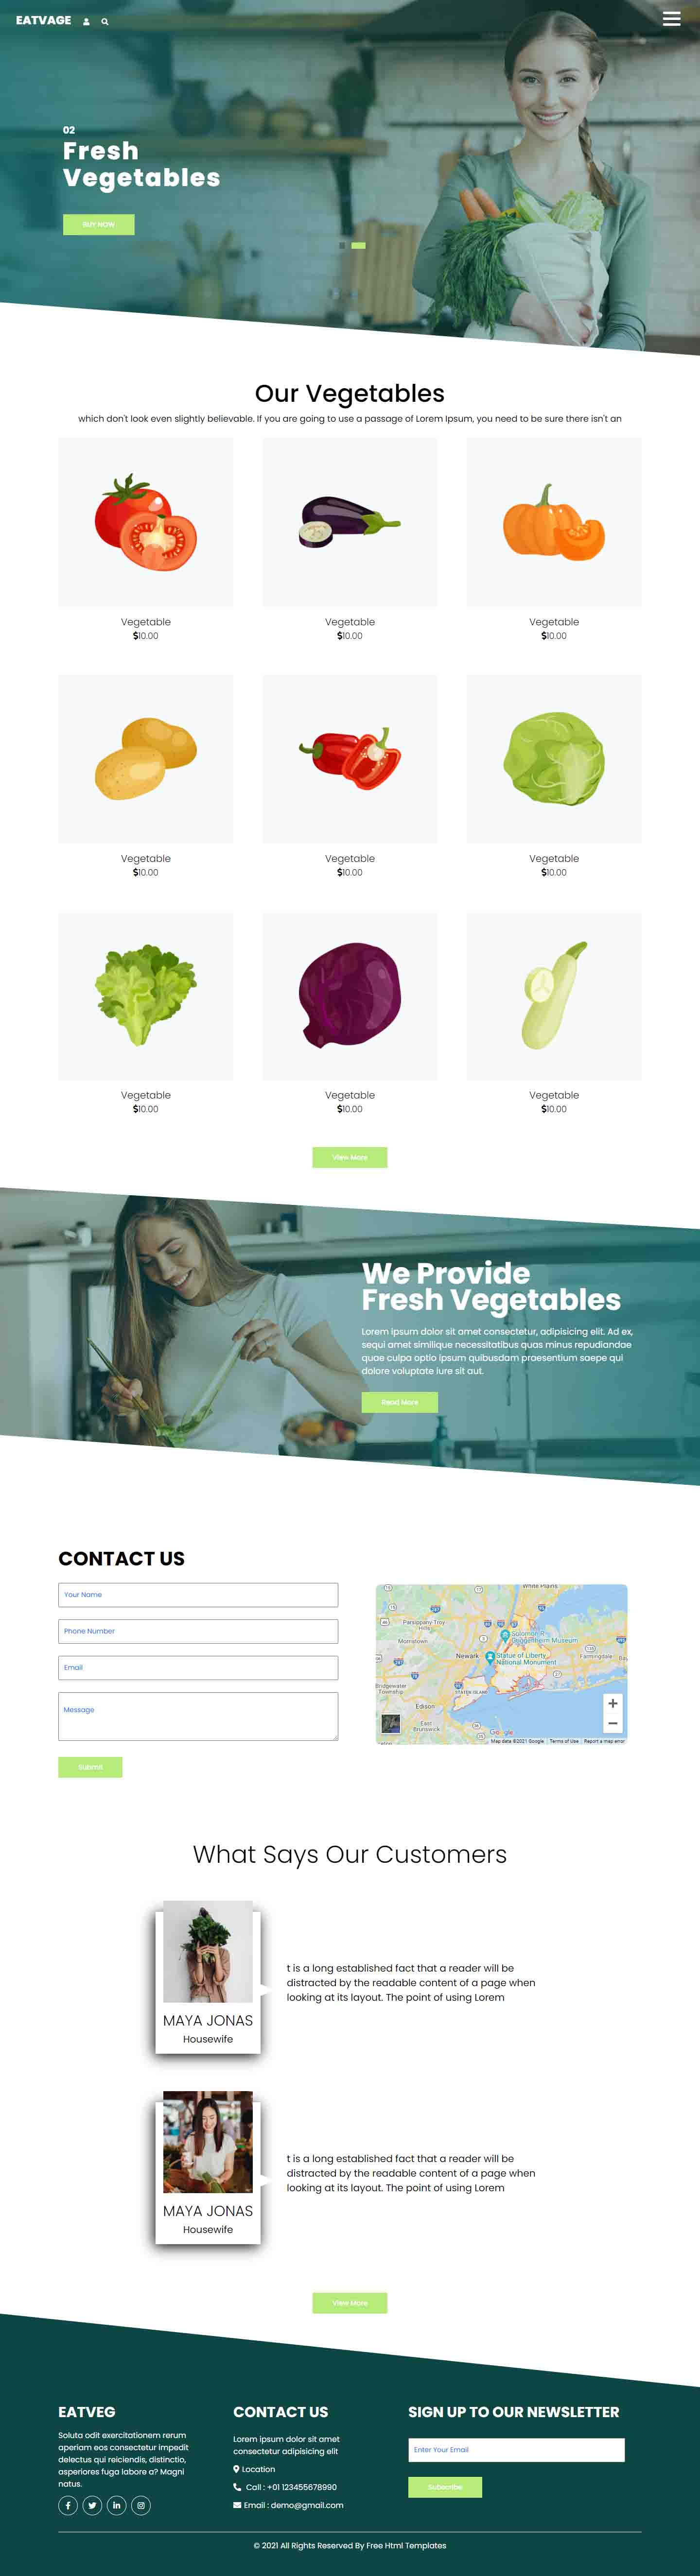 EATVAGE
02
Fresh
Vegetables
BUY NOW
Our Vegetables
which don't look even slightly believable. If you are going to use a passage of Lorem Ipsum, you need to be sure there isn't an
Vegetable
$10.00
Vegetable
$10.00
Vegetable
$10.00
Vegetable
$10.00
Vegetable
$10.00
Vegetable
$10.00
Vegetable
$10.00
Vegetable
$10.00
Vegetable
$10.00
View More
We Provide
Fresh Vegetables
Lorem ipsum dolor sit amet consectetur, adipisicing elit. Ad ex,
sequi amet similique necessitatibus quas minus repudiandae
quae culpa optio ipsum quibusdam praesentium saepe qui
dolore voluptate iure sit aut.
Read More
CONTACT US
Your Name
Phone Number
Email
Message
Submit
White Plains
Parsippany-Troy
Hills
Morristown
Solomon R.
Guggenheim Museum
Newark
Statue of Liberty
National Monument
Farmingdale
Bay
Bridgewater
Township
STATEN ISLAND
Edison
East
Brunswick
Google
Map data ©2021 Google
Terms of Use
Report a map error
What Says Our Customers
MAYA JONAS
Housewife
t is a long established fact that a reader will be
distracted by the readable content of a page when
looking at its layout. The point of using Lorem
MAYA JONAS
Housewife
t is a long established fact that a reader will be
distracted by the readable content of a page when
looking at its layout. The point of using Lorem
View More
EATVEG
Soluta odit exercitationem rerum
aperiam eos consectetur impedit
delectus qui reiciendis, distinctio,
asperiores fuga labore a? Magni
natus.
CONTACT US
Lorem ipsum dolor sit amet
consectetur adipisicing elit
Location
Call : +01 123455678990
Email : demo@gmail.com
SIGN UP TO OUR NEWSLETTER
Enter Your Email
Subscribe
© 2021 All Rights Reserved By Free Html Templates